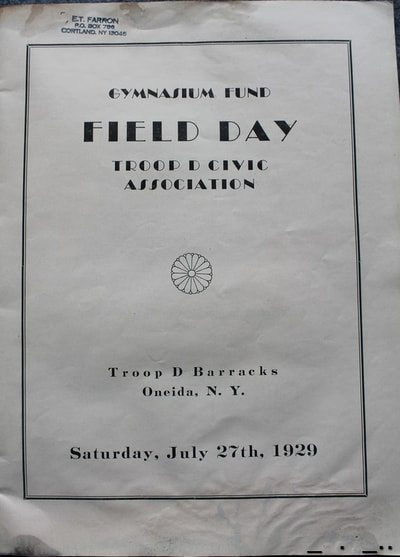 E.T. FARRON
P.O. BOX 786
CORTLAND, NY 13045
GYMNASIUM FUND
FIELD DAY
TROOP D CIVIC
ASSOCIATION
Troop D Barracks
Oneida, N. Y.
Saturday, July 27th, 1929